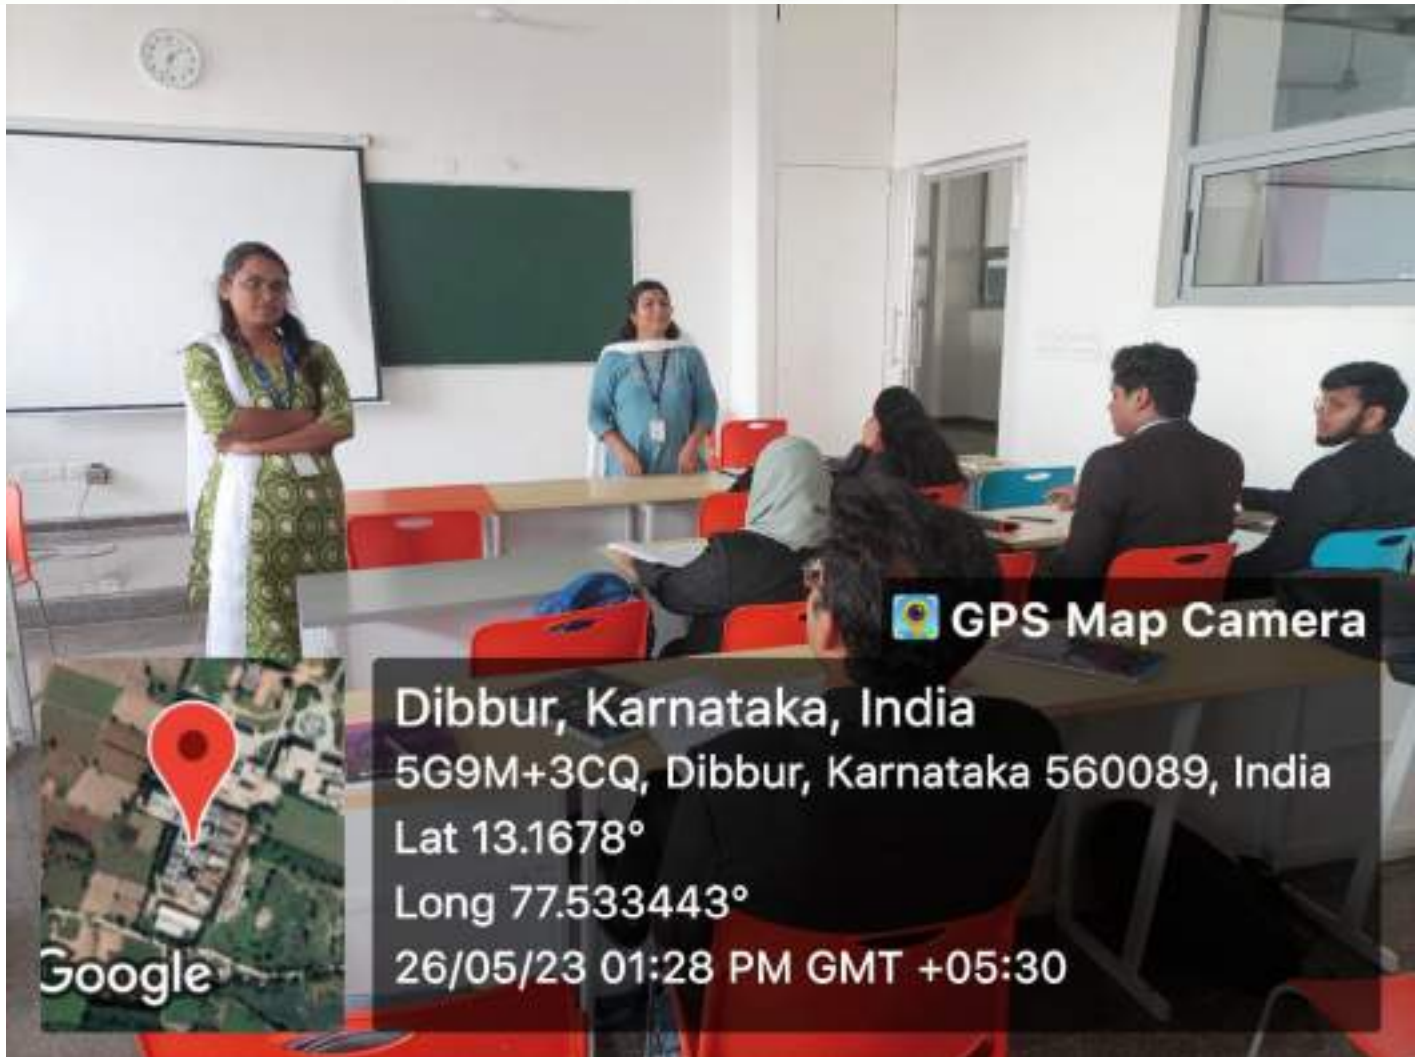 GPS Map Camera
Dibbur, Karnataka, India
5G9M+3CQ, Dibbur, Karnataka 560089, India
Lat 13.1678°
Long 77.533443°
26/05/23 01:28 PM GMT +05:30
Google